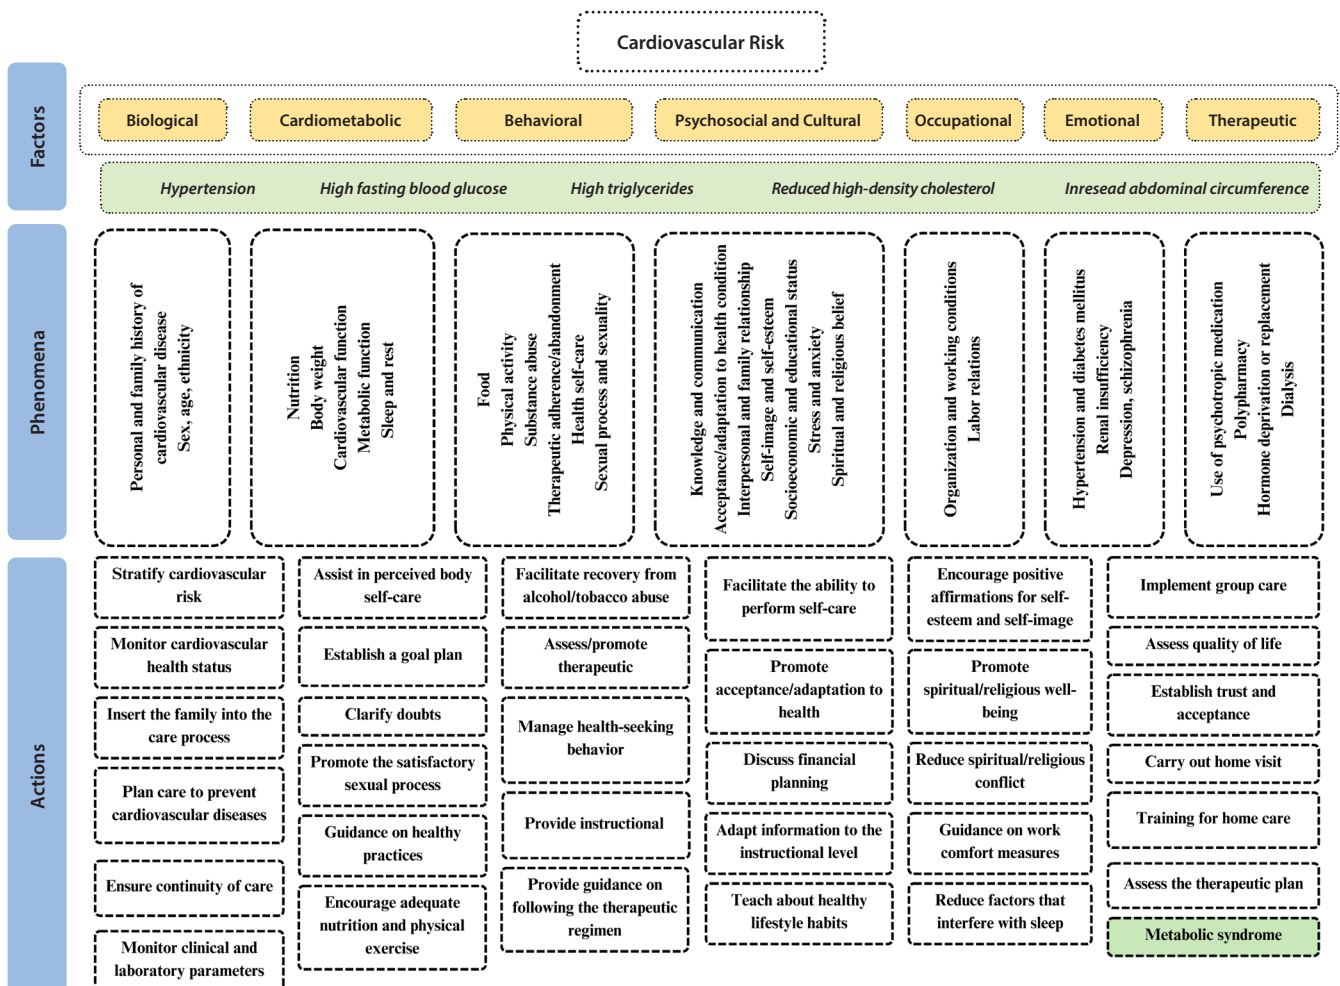 Cardiovascular Risk
Factors
Biological
Cardiometabolic
Behavioral
Psychosocial and Cultural
Occupational
Emotional
Therapeutic
Hypertension
High fasting blood glucose
High triglycerides
Reduced high-density cholesterol
Inresead abdominal circumference
Phenomena
Personal and family history of
cardiovascular disease
Sex, age, ethnicity
Nutrition
Body weight
Cardiovascular function
Metabolic function
Sleep and rest
Food
Physical activity
Substance abuse
Therapeutic adherence/abandonment
Health self-care
Sexual process and sexuality
Knowledge and communication
Acceptance/adaptation to health condition
Interpersonal and family relationship
Self-image and self-esteem
Socioeconomic and educational status
Stress and anxiety
Spiritual and religious belief
Organization and working conditions
Labor relations
Hypertension and diabetes mellitus
Renal insufficiency
Depression, schizophrenia
Use of psychotropic medication
Polypharmacy
Hormone deprivation or replacement
Dialysis
Actions
Stratify cardiovascular
risk
Monitor cardiovascular
health status
Insert the family into the
care process
Plan care to prevent
cardiovascular diseases
Ensure continuity of care
Monitor clinical and
laboratory parameters
Assist in perceived body
self-care
Establish a goal plan
Clarify doubts
Promote the satisfactory
sexual process
Guidance on healthy
practices
Encourage adequate
nutrition and physical
exercise
Facilitate recovery from
alcohol/tobacco abuse
Assess/promote
therapeutic
Manage health-seeking
behavior
Provide instructional
Provide guidance on
following the therapeutic
regimen
Facilitate the ability to
perform self-care
Promote
acceptance/adaptation to
health
Discuss financial
planning
Adapt information to the
instructional level
Teach about healthy
lifestyle habits
Encourage positive
affirmations for self-
esteem and self-image
Promote
spiritual/religious well-
being
Reduce spiritual/religious
conflict
Guidance on work
comfort measures
Reduce factors that
interfere with sleep
Implement group care
Assess quality of life
Establish trust and
acceptance
Carry out home visit
Training for home care
Assess the therapeutic plan
Metabolic syndrome